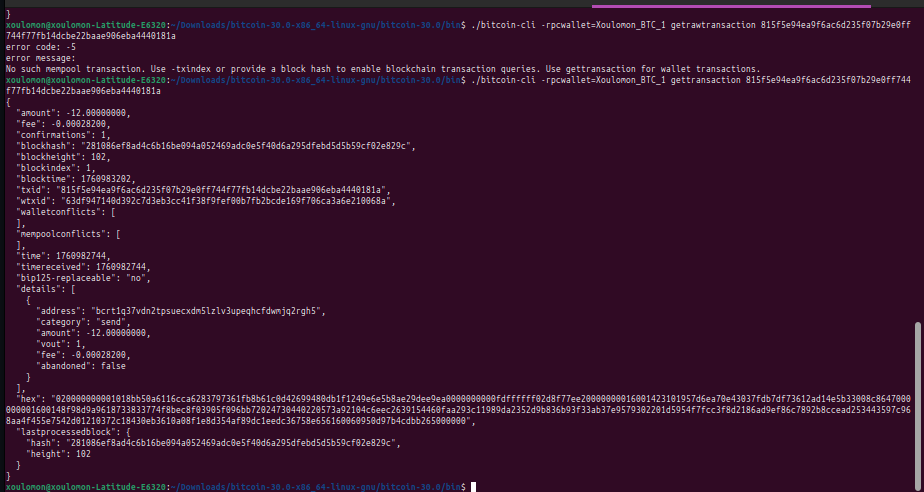 }
xoulomon@xoulomon-Latitude-E6320:~/Downloads/bitcoin-30.0-x86_64-linux-gnu/bitcoin-30.0/bin$ ./bitcoin-cli -rpcwallet=Xoulomon_BTC_1 getrawtransaction 815f5e94ea9f6ac6d235f07b29e0ff
744f77fb14dcbe22baae906eba4440181a
error code: -5
error message:
No such mempool transaction. Use -txindex or provide a block hash to enable blockchain transaction queries. Use gettransaction for wallet transactions.
xoulomon@xoulomon-Latitude-E6320:~/Downloads/bitcoin-30.0-x86_64-linux-gnu/bitcoin-30.0/bin$ ./bitcoin-cli -rpcwallet=Xoulomon_BTC_1 gettransaction 815f5e94ea9f6ac6d235f07b29e0ff744
f77fb14dcbe22baae906eba4440181a
{
  "amount": -12.00000000,
  "fee": -0.00028200,
  "confirmations": 1,
  "blockhash": "281086ef8ad4c6b16be094a052469adc0e5f40d6a295dfebd5d5b59cf02e829c",
  "blockheight": 102,
  "blockindex": 1,
  "blocktime": 1760983202,
  "txid": "815f5e94ea9f6ac6d235f07b29e0ff744f77fb14dcbe22baae906eba4440181a",
  "wtxid": "63df947140d392c7d3eb3cc41f38f9fef00b7fb2bcde169f706ca3a6e210068a",
  "walletconflicts": [
  ],
  "mempoolconflicts": [
  ],
  "time": 1760982744,
  "timereceived": 1760982744,
  "bip125-replaceable": "no",
  "details": [
    {
      "address": "bcrt1q37vdn2tpsuecxdm5lzlv3upeqhcfdwmjq2rgh5",
      "category": "send",
      "amount": -12.00000000,
      "vout": 1,
      "fee": -0.00028200,
      "abandoned": false
    }
  ],
  "hex":
  "lastprocessedblock": {
    "hash": "281086ef8ad4c6b16be094a052469adc0e5f40d6a295dfebd5d5b59cf02e829c",
    "height": 102
  }
}
xoulomon@xoulomon-Latitude-E6320:~/Downloads/bitcoin-30.0-x86_64-linux-gnu/bitcoin-30.0/bin$